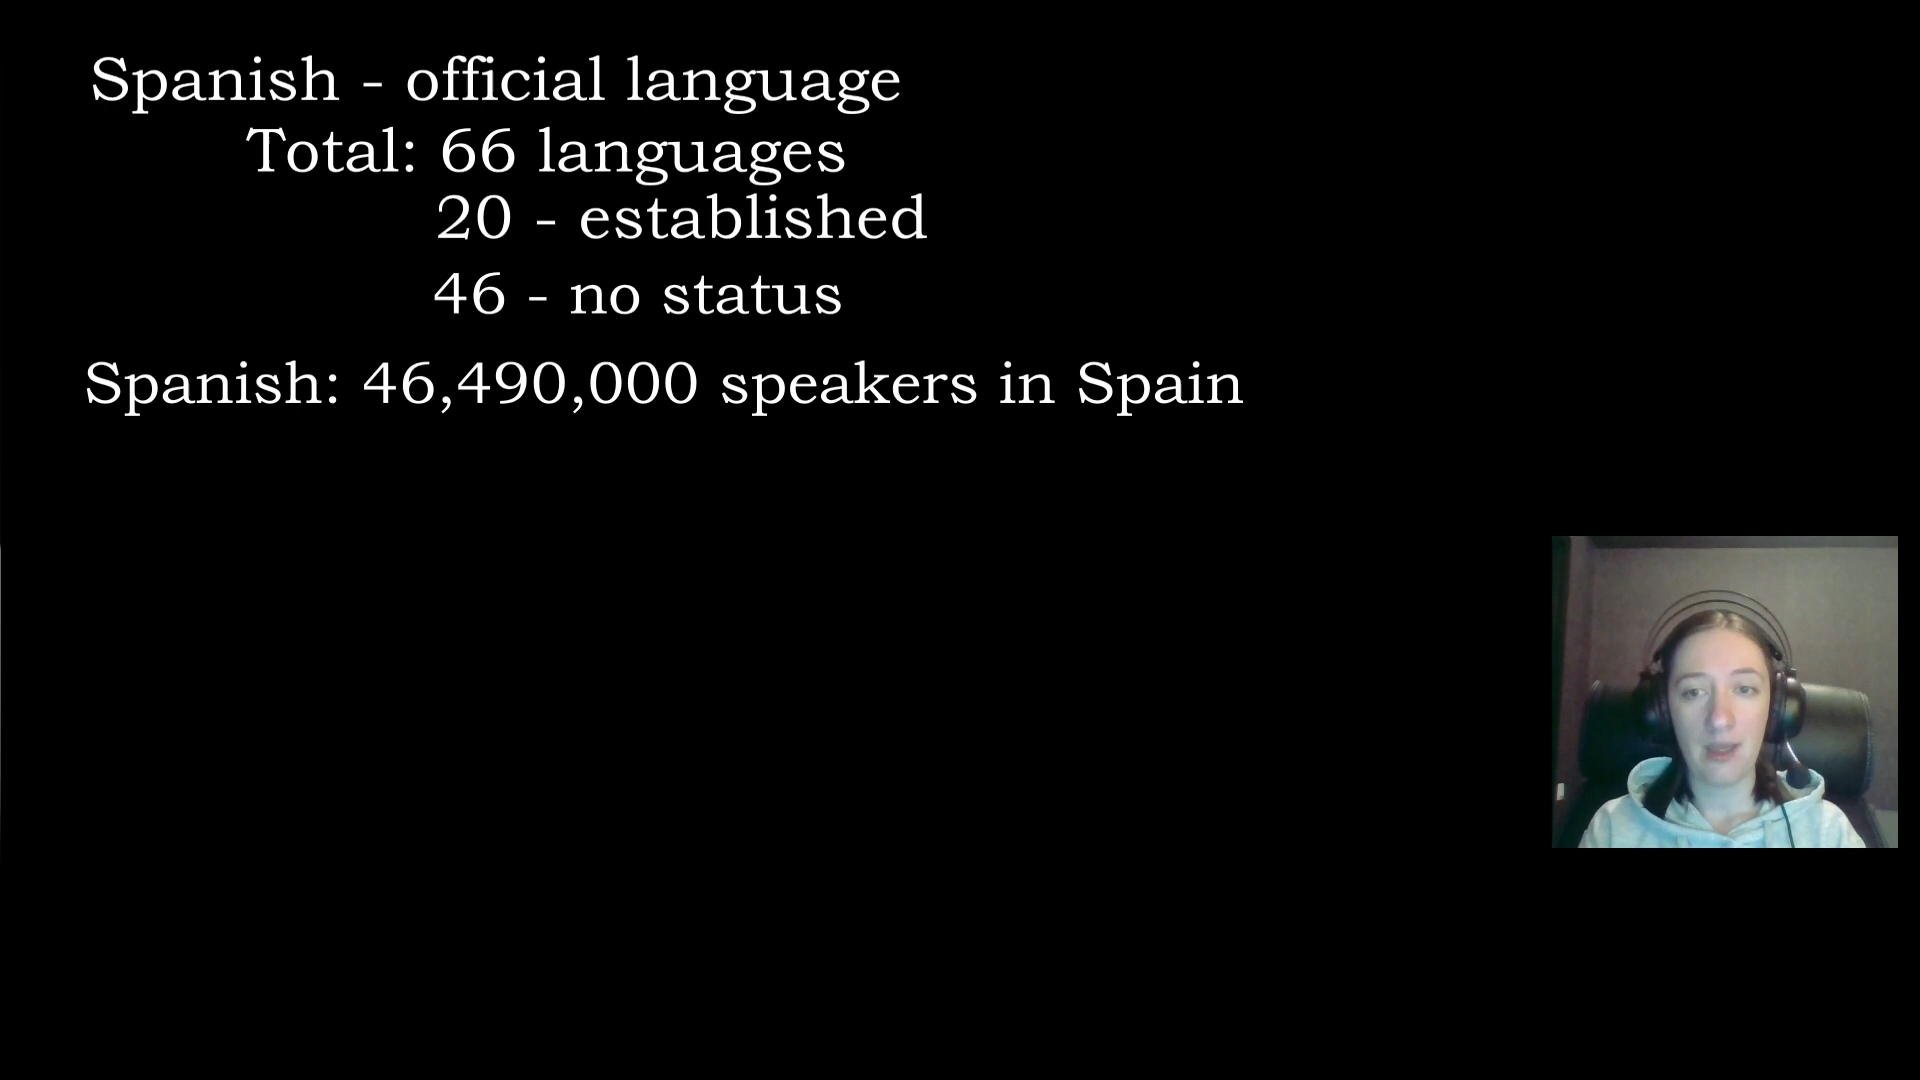 Spanish - official language
Total: 66 languages
20 - established
46 - no status
Spanish: 46,490,000 speakers in Spain